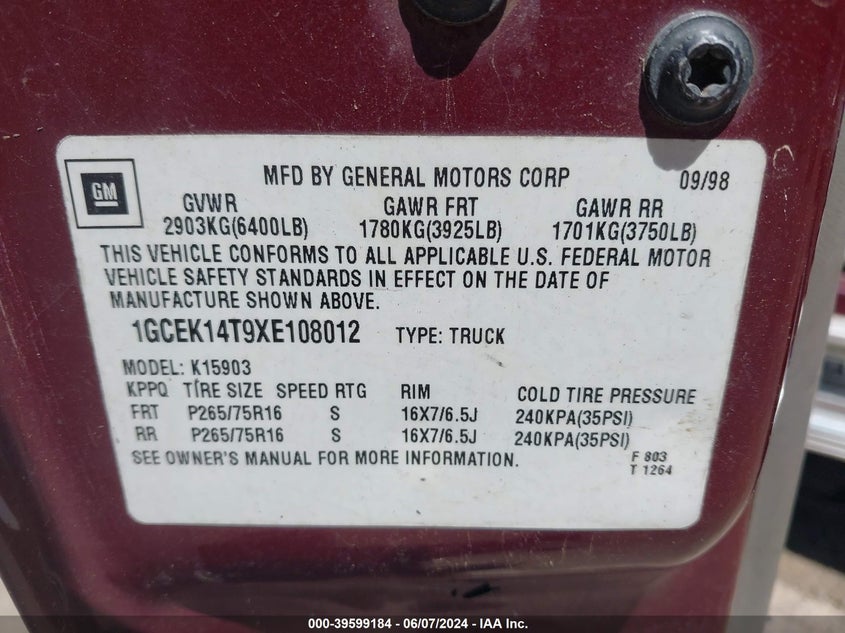 GM
MFD BY GENERAL MOTORS CORP 09/98
GVWR GAWR FRT GAWR RR
2903KG(6400LB) 1780KG(3925LB) 1701KG(3750LB)
THIS VEHICLE CONFORMS TO ALL APPLICABLE U.S. FEDERAL MOTOR
VEHICLE SAFETY STANDARDS IN EFFECT ON THE DATE OF
MANUFACTURE SHOWN ABOVE.
1GCEK14T9XE108012 TYPE: TRUCK
MODEL: K15903
KPPQ TIRE SIZE SPEED RTG RIM COLD TIRE PRESSURE
FRT P265/75R16 S 16X7/6.5J 240KPA(35PSI)
RR P265/75R16 S 16X7/6.5J 240KPA(35PSI)
SEE OWNER'S MANUAL FOR MORE INFORMATION. F 803
T 1264
000-39599184 - 06/07/2024 - IAA Inc.